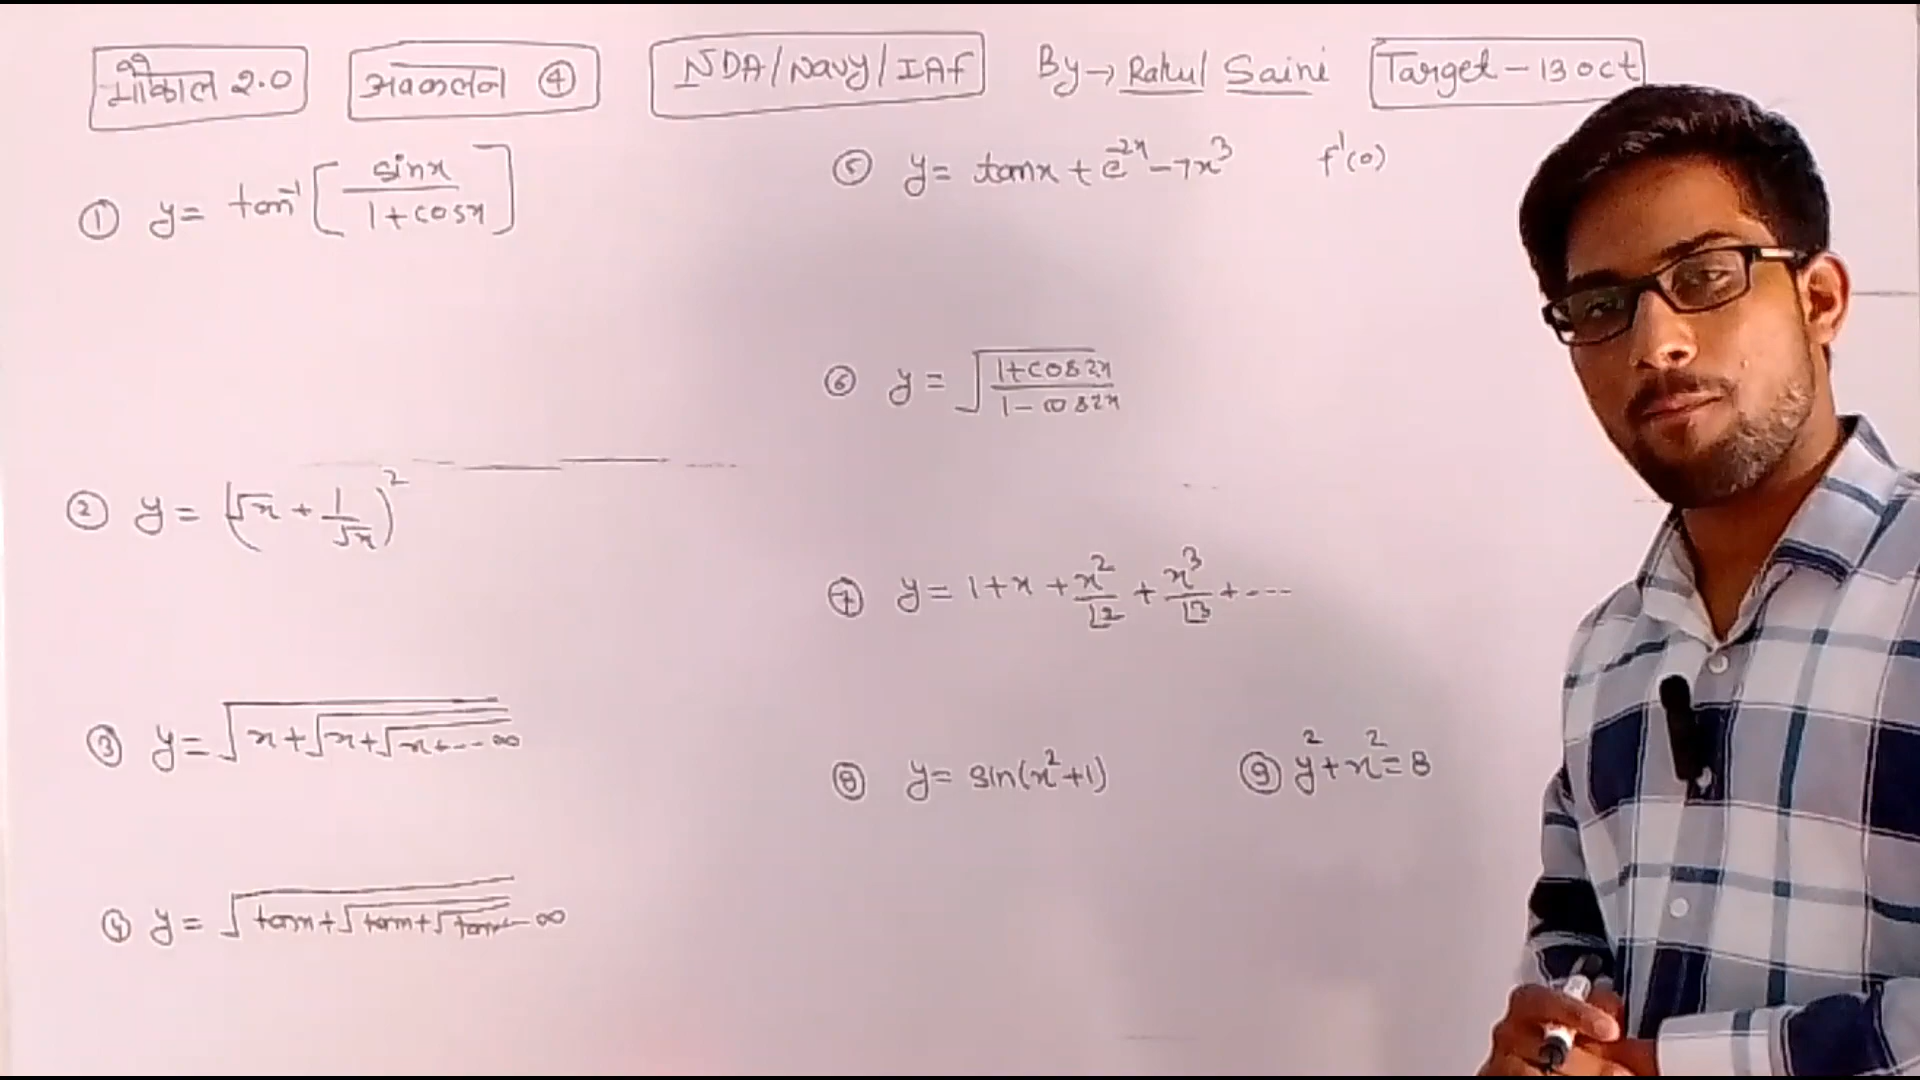 भौकाल 2.0 अवकलन ④ NDA/Navy/IAF By→ Rahul Saini Target - 13 oct
① y = tan⁻¹[sinx/(1+cosx)]
② y = (√x + 1/√x)²
③ y = √(x+√(x+√(x+--- ∞
④ y = √(tanx+√(tanx+√(tanx+-- ∞
⑤ y = tanx + e⁻²ˣ - 7x³ f'(0)
⑥ y = √((1+cos2x)/(1-cos2x))
⑦ y = 1+x+x²/⌊2+x³/⌊3+---
⑧ y = sin(x²+1) ⑨ y²+x²=8